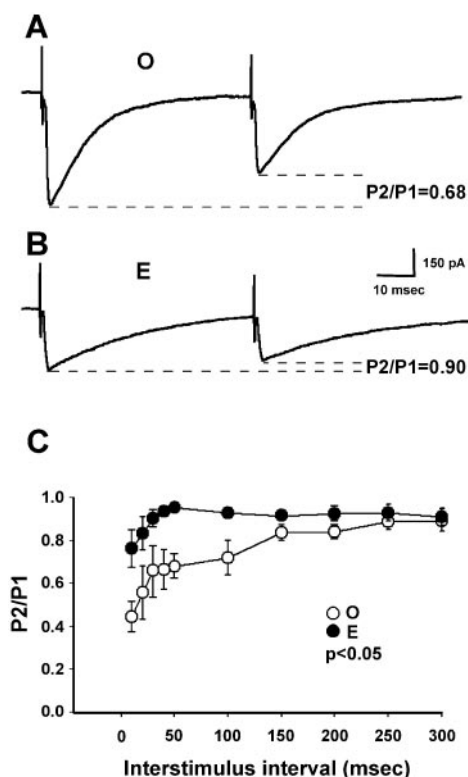 A
O
P2/P1=0.68
B
E
150 pA
10 msec
P2/P1=0.90
C
1.0
0.8
0.6
0.4
0.2
0.0
P2/P1
O
E
p<0.05
0 50 100 150 200 250 300
Interstimulus interval (msec)